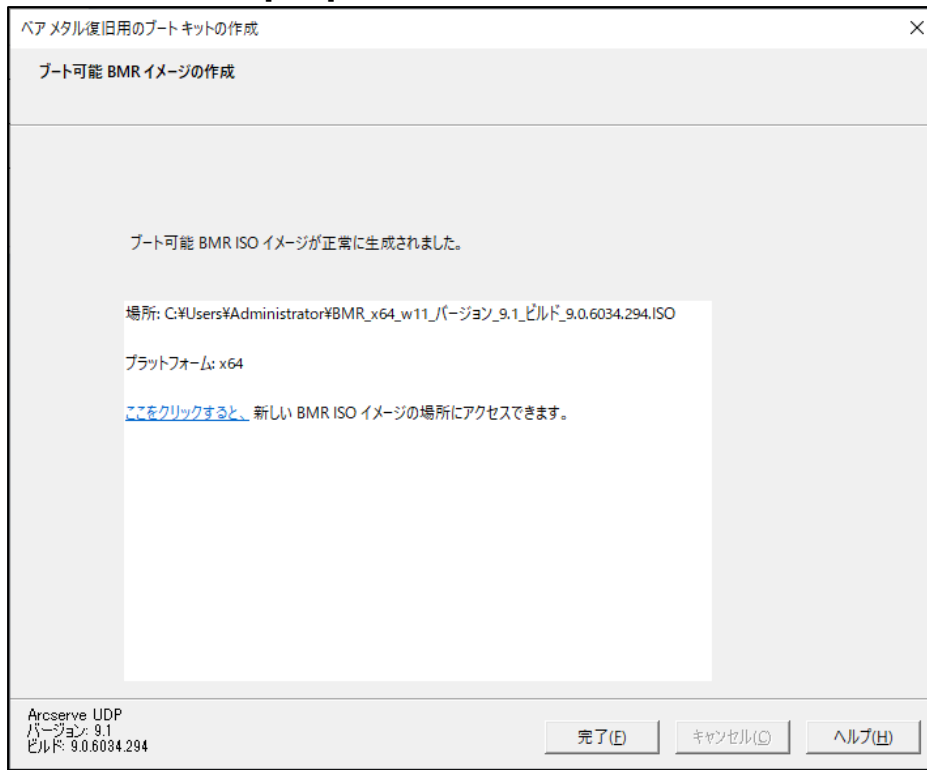 ベア メタル復旧用のブート キットの作成
ブート可能 BMR イメージの作成
ブート可能 BMR ISO イメージが正常に生成されました。
場所: C:¥Users¥Administrator¥BMR_x64_w11_バージョン_9.1_ビルド_9.0.6034.294.ISO
プラットフォーム: x64
ここをクリックすると、 新しい BMR ISO イメージの場所にアクセスできます。
Arcserve UDP
バージョン: 9.1
ビルド: 9.0.6034.294
完了(F) キャンセル(C) ヘルプ(H)